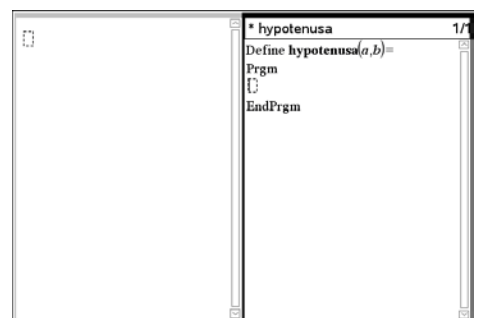 * hypotenusa 1/1
Define hypotenusa(a,b)=
Prgm
EndPrgm